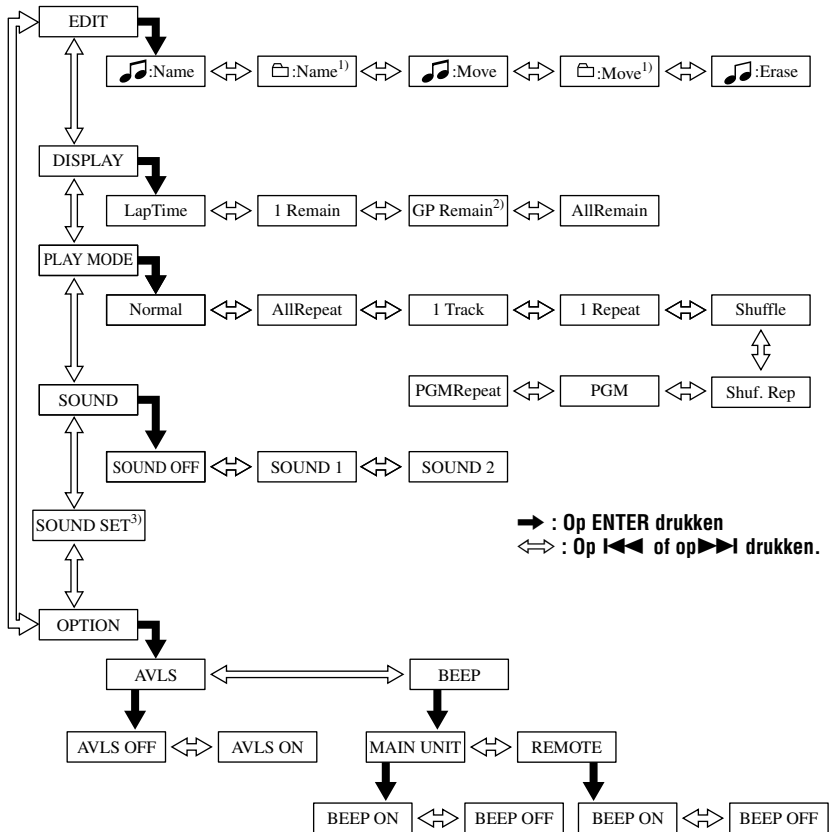 EDIT
:Name :Name1) :Move :Move1) :Erase
DISPLAY
LapTime 1 Remain GP Remain2) AllRemain
PLAY MODE
Normal AllRepeat 1 Track 1 Repeat Shuffle
PGMRepeat PGM Shuf. Rep
SOUND
SOUND OFF SOUND 1 SOUND 2
SOUND SET3)
: Op ENTER drukken
: Op of op drukken.
OPTION
AVLS BEEP
AVLS OFF AVLS ON MAIN UNIT REMOTE
BEEP ON BEEP OFF BEEP ON BEEP OFF